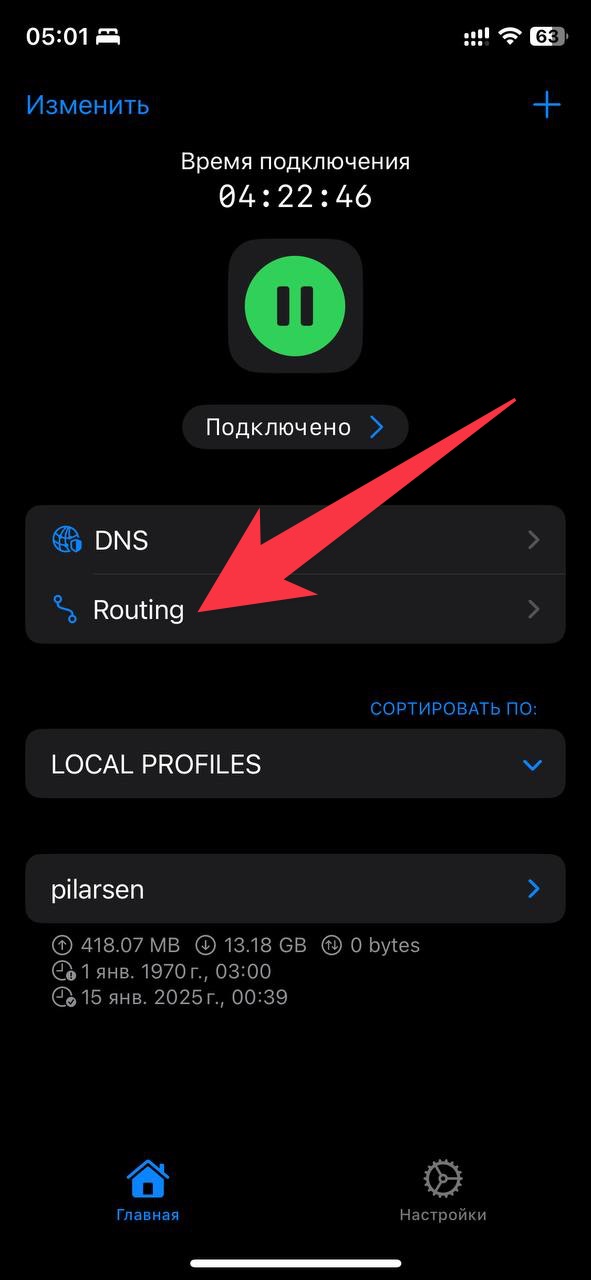 05:01 63
Изменить
Время подключения
04:22:46
Подключено
DNS
Routing
СОРТИРОВАТЬ ПО:
LOCAL PROFILES
pilarsen
418.07 MB 13.18 GB 0 bytes
1 янв. 1970 г., 03:00
15 янв. 2025 г., 00:39
Главная Настройки